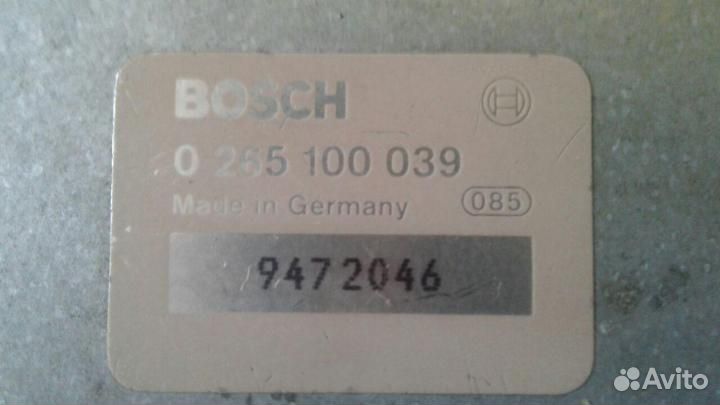 BOSCH
0 265 100 039
Made in Germany 085
9472046
Avito